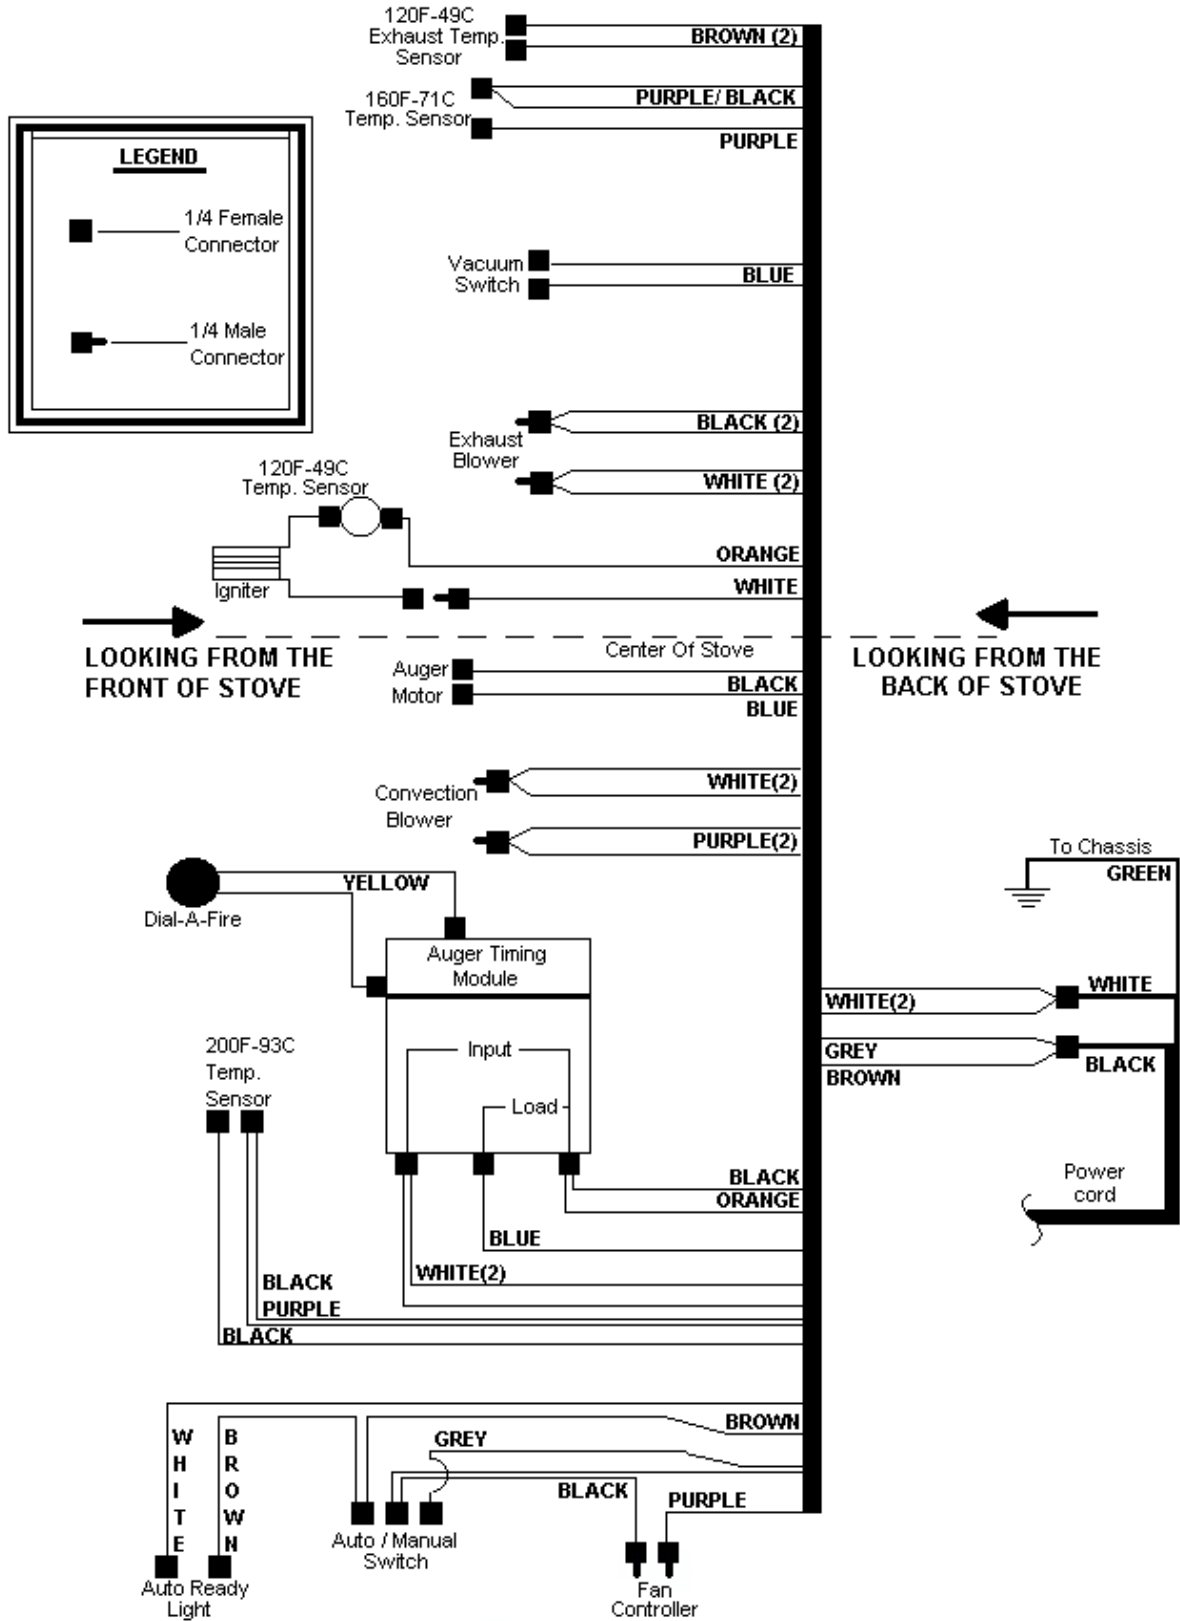 120F-49C
Exhaust Temp.
Sensor
BROWN (2)
160F-71C
Temp. Sensor
PURPLE/ BLACK
PURPLE
LEGEND
1/4 Female
Connector
1/4 Male
Connector
Vacuum
Switch
BLUE
Exhaust
Blower
BLACK (2)
WHITE (2)
120F-49C
Temp. Sensor
Igniter
ORANGE
WHITE
LOOKING FROM THE
FRONT OF STOVE
Center Of Stove
LOOKING FROM THE
BACK OF STOVE
Auger
Motor
BLACK
BLUE
Convection
Blower
WHITE(2)
PURPLE(2)
Dial-A-Fire
YELLOW
Auger Timing
Module
Input
Load
To Chassis
GREEN
WHITE
WHITE(2)
GREY
BROWN
BLACK
Power
cord
200F-93C
Temp.
Sensor
BLACK
ORANGE
BLUE
WHITE(2)
BLACK
PURPLE
BLACK
WHITE
BROWN
BROWN
GREY
BLACK
PURPLE
Auto / Manual
Switch
Auto Ready
Light
Fan
Controller